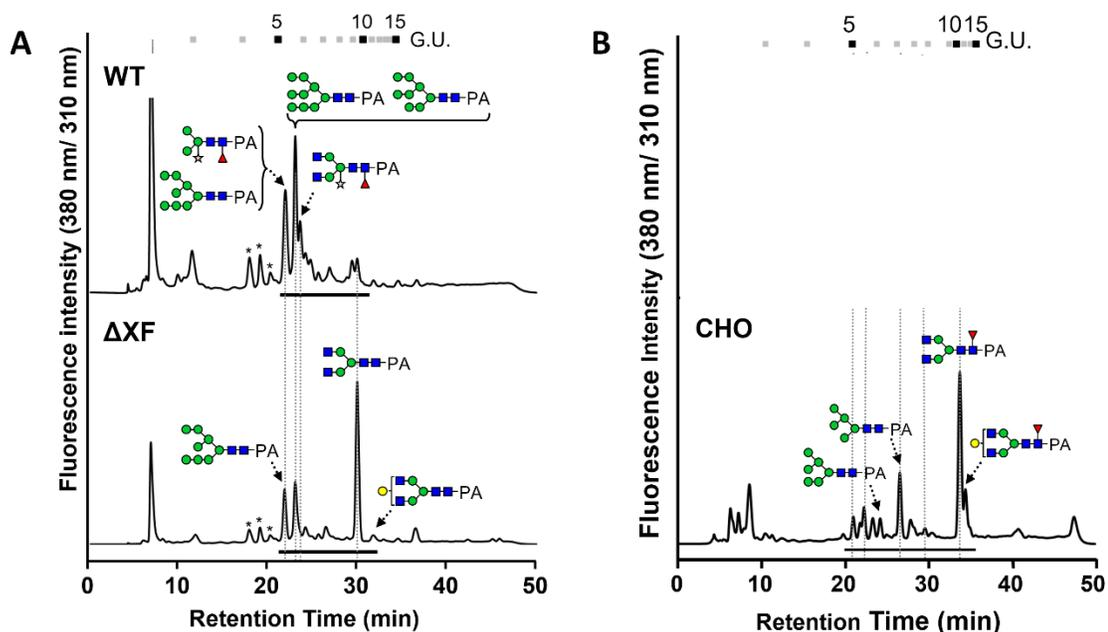 A
5 10 15
G.U.
WT
Fluorescence intensity (380 nm/ 310 nm)
PA PA
PA
PA
PA
* * *
ΔXF
PA
PA
PA
* * *
0 10 20 30 40 50
Retention Time (min)
B
5 10 15
G.U.
Fluorescence Intensity (380 nm/ 310 nm)
CHO
PA
PA
PA
PA
0 10 20 30 40 50
Retention Time (min)